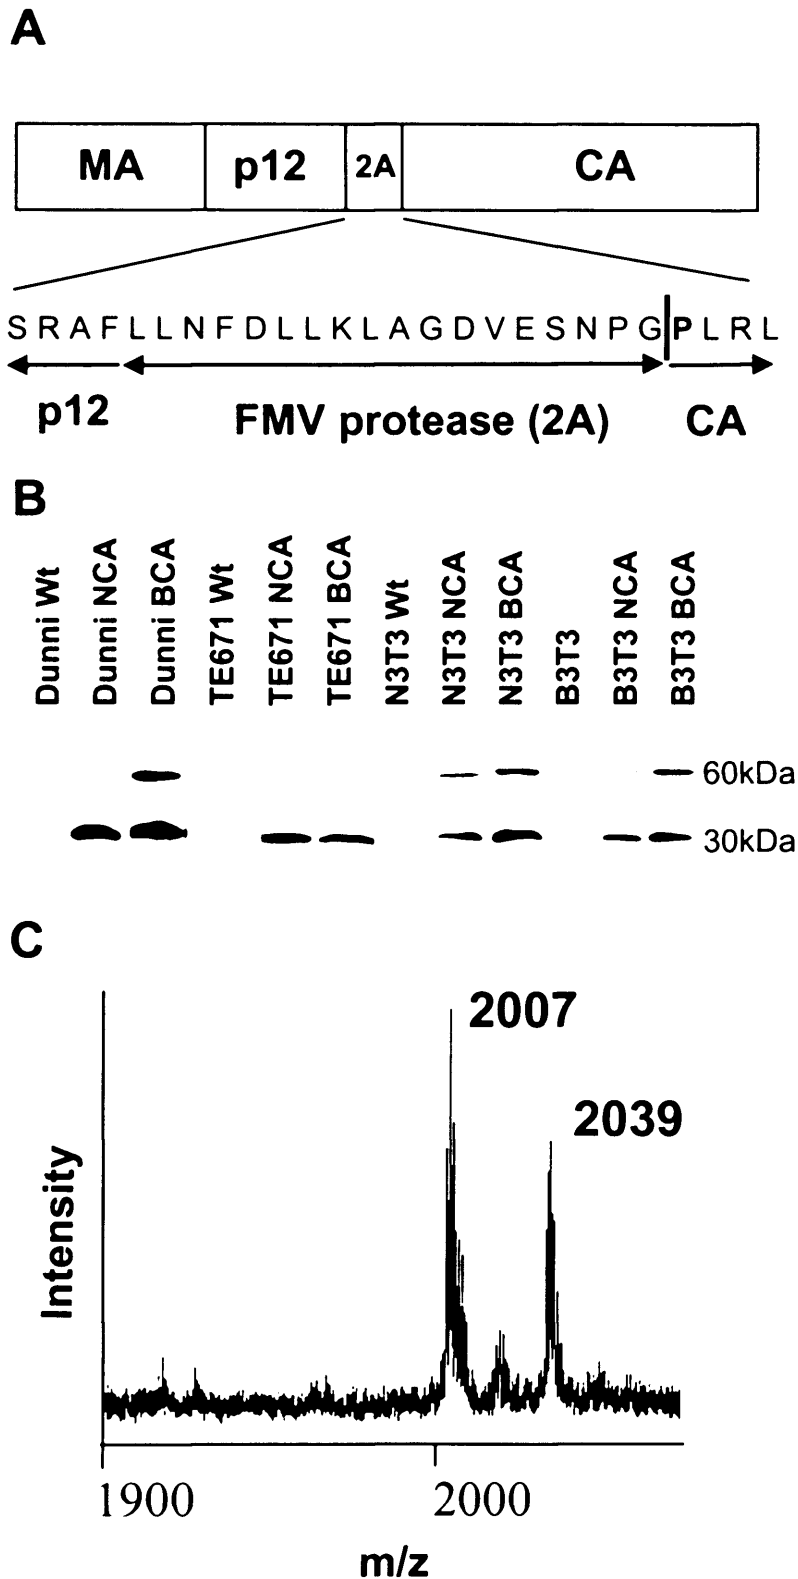 A
MA p12 2A CA
S R A F L L N F D L L K L A G D V E S N P G P L R L
p12 FMV protease (2A) CA
B
Dunni Wt
Dunni NCA
Dunni BCA
TE671 Wt
TE671 NCA
TE671 BCA
N3T3 Wt
N3T3 NCA
N3T3 BCA
B3T3
B3T3 NCA
B3T3 BCA
60kDa
30kDa
C
2007
2039
Intensity
1900 2000
m/z